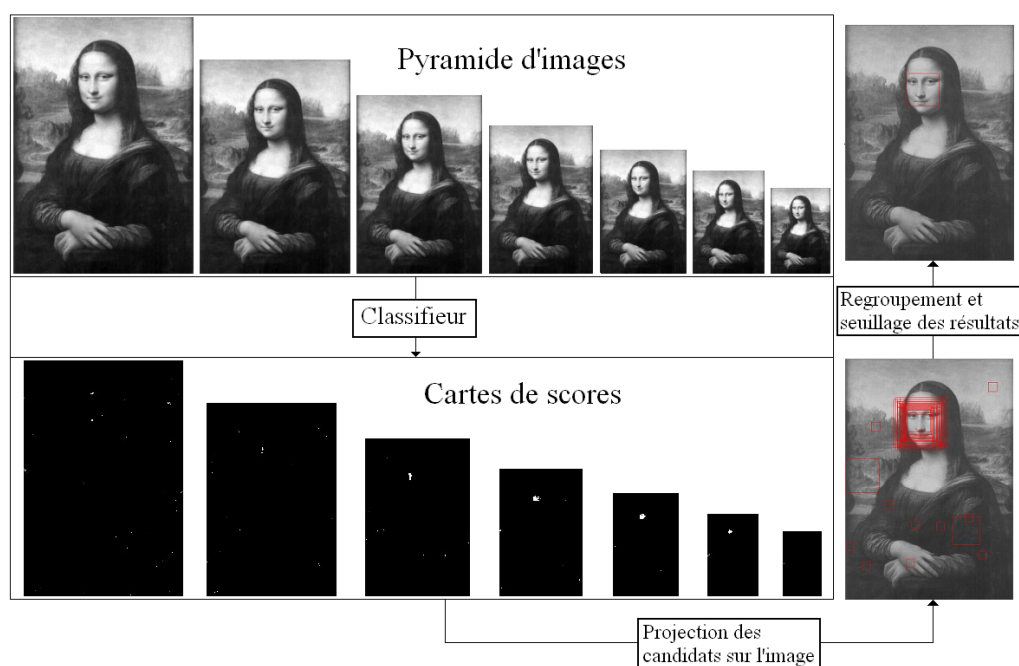 Pyramide d'images
Classifieur
Cartes de scores
Projection des
candidats sur l'image
Regroupement et
seuillage des résultats